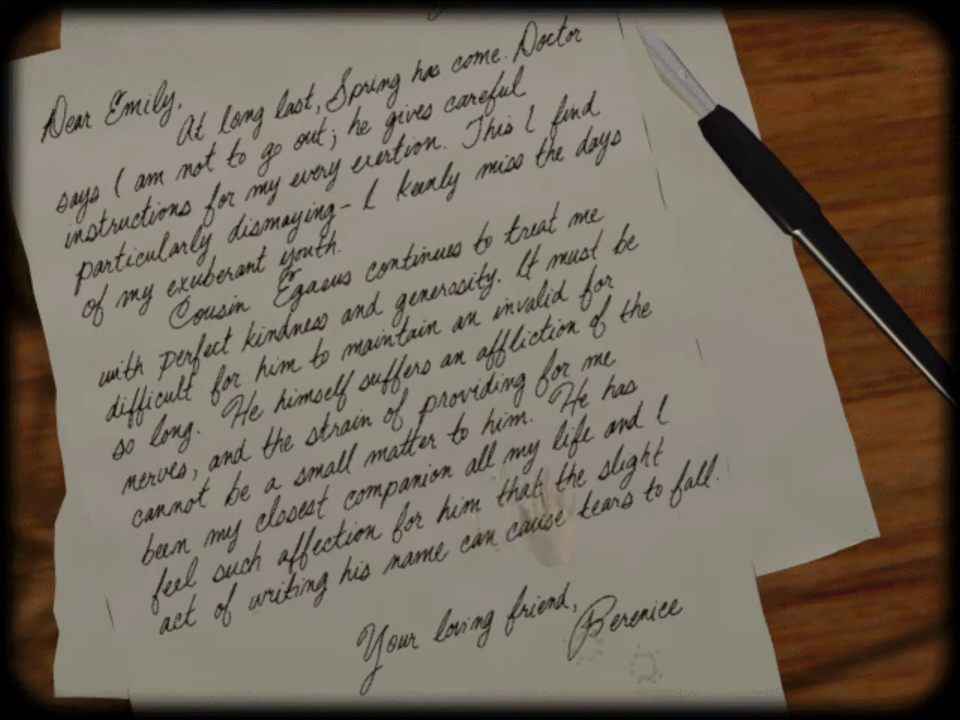 Dear Emily,
At long last, Spring has come. Doctor
says I am not to go out; he gives careful
instructions for my every exertion. This I find
particularly dismaying - I keenly miss the days
of my exuberant youth.
Cousin Egaeus continues to treat me
with perfect kindness and generosity. It must be
difficult for him to maintain an invalid for
so long. He himself suffers an affliction of the
nerves, and the strain of providing for me
cannot be a small matter to him. He has
been my closest companion all my life and I
feel such affection for him that the slight
act of writing his name can cause tears to fall.
Your loving friend,
Berenice